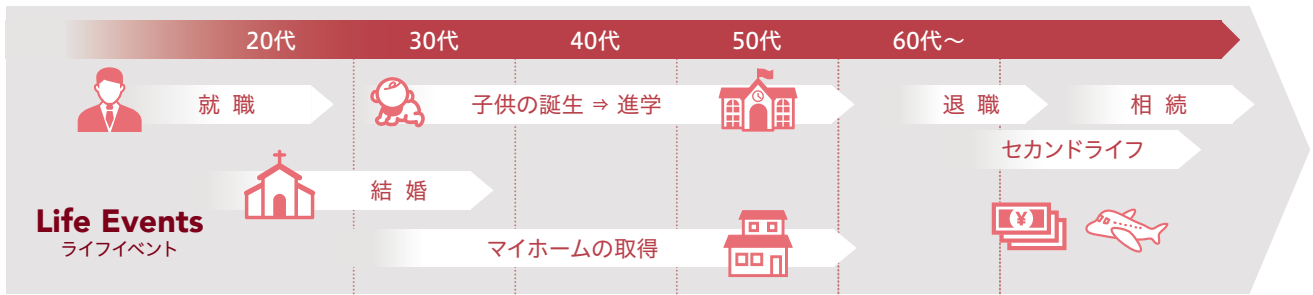 20代 30代 40代 50代 60代～
就 職
子供の誕生 ⇒ 進学
退 職
相 続
セカンドライフ
結 婚
Life Events
ライフイベント
マイホームの取得
¥